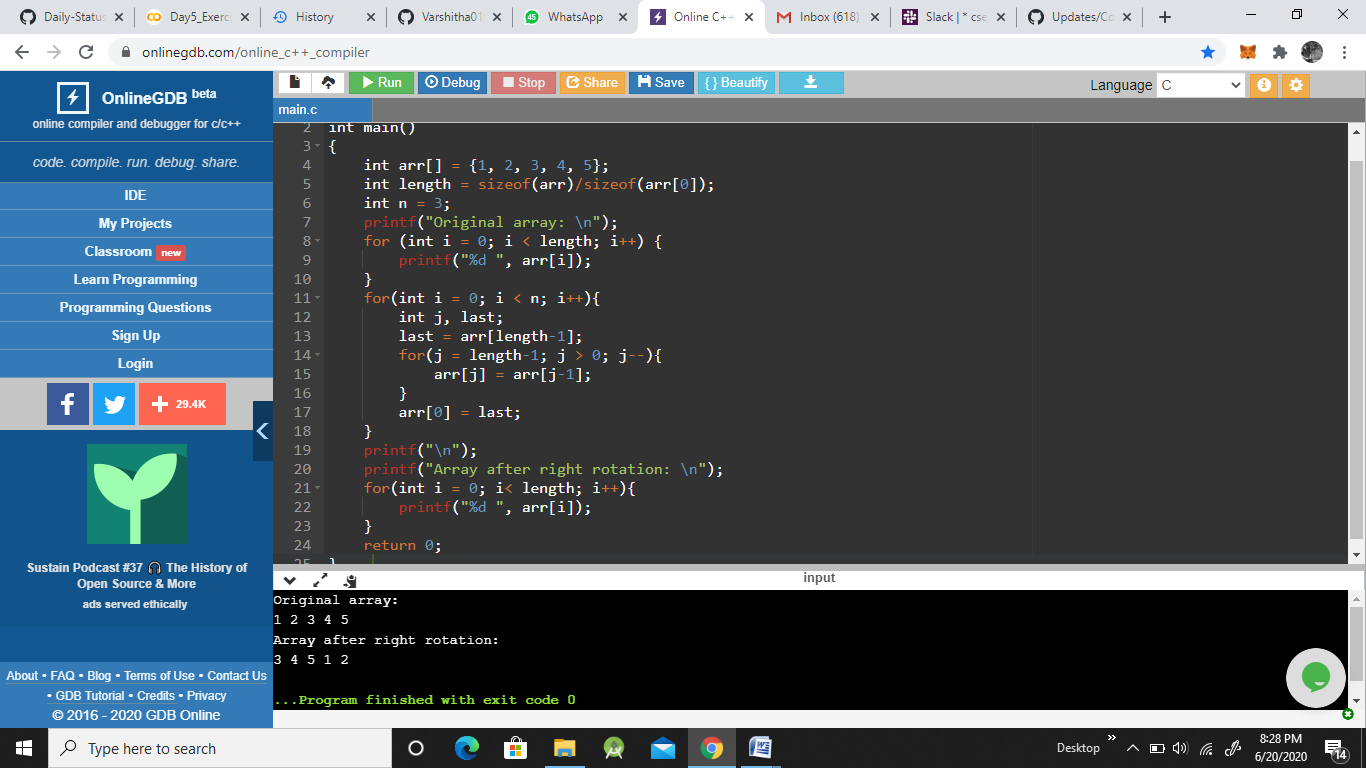 Daily-Status
Day5_Exerc
History
Varshitha01
WhatsApp
Online C++
Inbox (618)
Slack | * cse
Updates/Co
onlinegdb.com/online_c++_compiler
OnlineGDB beta
online compiler and debugger for c/c++
code. compile. run. debug. share.
IDE
My Projects
Classroom new
Learn Programming
Programming Questions
Sign Up
Login
29.4K
Sustain Podcast #37 🎧 The History of
Open Source & More
ads served ethically
About • FAQ • Blog • Terms of Use • Contact Us
• GDB Tutorial • Credits • Privacy
© 2016 - 2020 GDB Online
Run Debug Stop Share Save { } Beautify
Language C
main.c
2 int main()
3 {
4     int arr[] = {1, 2, 3, 4, 5};
5     int length = sizeof(arr)/sizeof(arr[0]);
6     int n = 3;
7     printf("Original array: \n");
8     for (int i = 0; i < length; i++) {
9         printf("%d ", arr[i]);
10     }
11     for(int i = 0; i < n; i++){
12         int j, last;
13         last = arr[length-1];
14         for(j = length-1; j > 0; j--){
15             arr[j] = arr[j-1];
16         }
17         arr[0] = last;
18     }
19     printf("\n");
20     printf("Array after right rotation: \n");
21     for(int i = 0; i< length; i++){
22         printf("%d ", arr[i]);
23     }
24     return 0;
25 }
input
Original array:
1 2 3 4 5
Array after right rotation:
3 4 5 1 2
...Program finished with exit code 0
Type here to search
Desktop
8:28 PM
6/20/2020
14